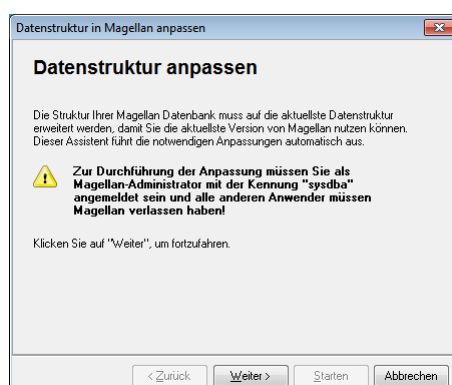 Datenstruktur in Magellan anpassen
Datenstruktur anpassen
Die Struktur Ihrer Magellan Datenbank muss auf die aktuellste Datenstruktur
erweitert werden, damit Sie die aktuellste Version von Magellan nutzen können.
Dieser Assistent führt die notwendigen Anpassungen automatisch aus.
Zur Durchführung der Anpassung müssen Sie als
Magellan-Administrator mit der Kennung "sysdba"
angemeldet sein und alle anderen Anwender müssen
Magellan verlassen haben!
Klicken Sie auf "Weiter", um fortzufahren.
< Zurück Weiter > Starten Abbrechen